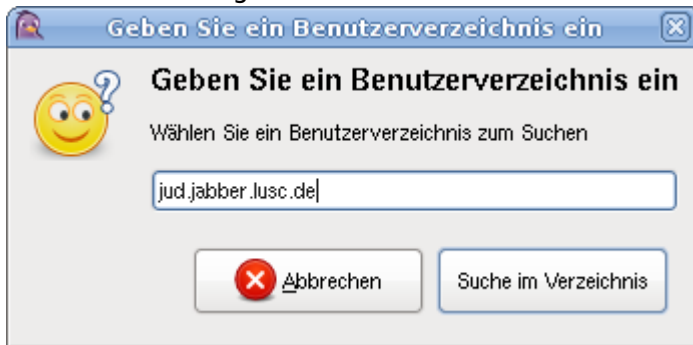 Geben Sie ein Benutzerverzeichnis ein
Geben Sie ein Benutzerverzeichnis ein
Wählen Sie ein Benutzerverzeichnis zum Suchen
jud.jabber.lusc.de
Abbrechen Suche im Verzeichnis